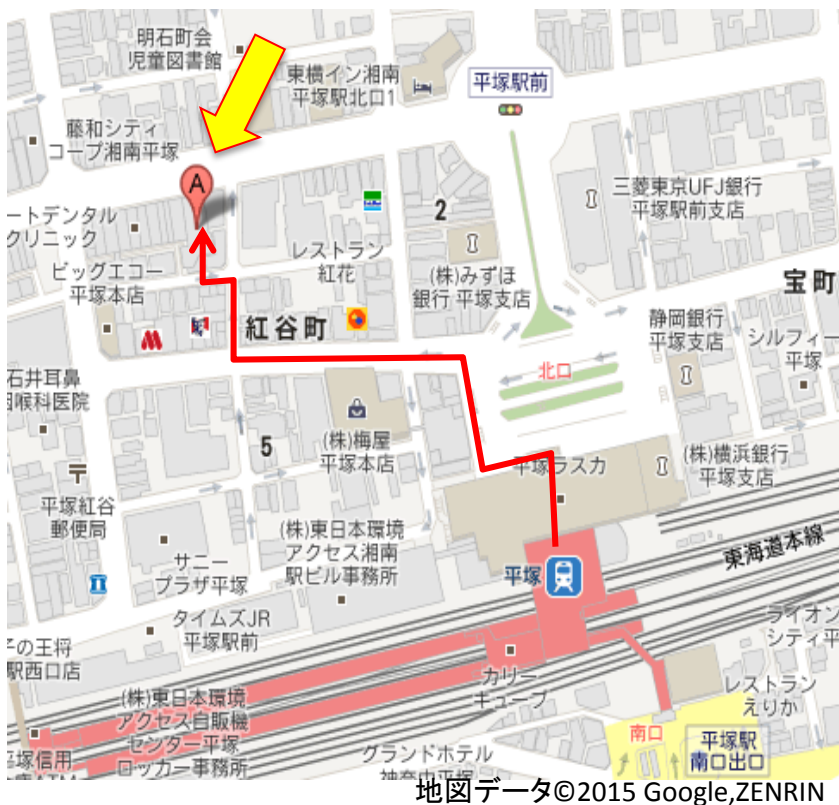 明石町会
児童図書館
東横イン湘南
平塚駅北口1
平塚駅前
藤和シティ
コープ湘南平塚
A
三菱東京UFJ銀行
平塚駅前支店
ートデンタル
クリニック
2
レストラン
紅花
(株)みずほ
銀行 平塚支店
ビッグエコー
平塚本店
宝町
紅谷町
静岡銀行
平塚支店
シルフィー
平塚
北口
石井耳鼻
咽喉科医院
5
(株)梅屋
平塚本店
平塚ラスカ
(株)横浜銀行
平塚支店
平塚紅谷
郵便局
(株)東日本環境
アクセス湘南
駅ビル事務所
東海道本線
サニー
プラザ平塚
平塚
タイムズJR
平塚駅前
ライオン
シティ平
子の王将
駅西口店
カリー
キューブ
レストラン
えりか
(株)東日本環境
アクセス自販機
センター平塚
ロッカー事務所
南口
平塚駅
南口出口
塚信用
グランドホテル
神奈中平塚
地図データ©2015 Google,ZENRIN